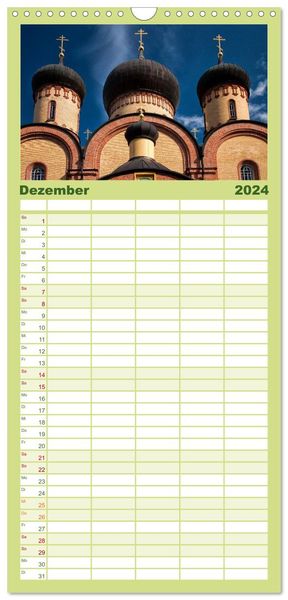 Dezember 2024
So 1
Mo 2
Di 3
Mi 4
Do 5
Fr 6
Sa 7
So 8
Mo 9
Di 10
Mi 11
Do 12
Fr 13
Sa 14
So 15
Mo 16
Di 17
Mi 18
Do 19
Fr 20
Sa 21
So 22
Mo 23
Di 24
Mi 25
Do 26
Fr 27
Sa 28
So 29
Mo 30
Di 31